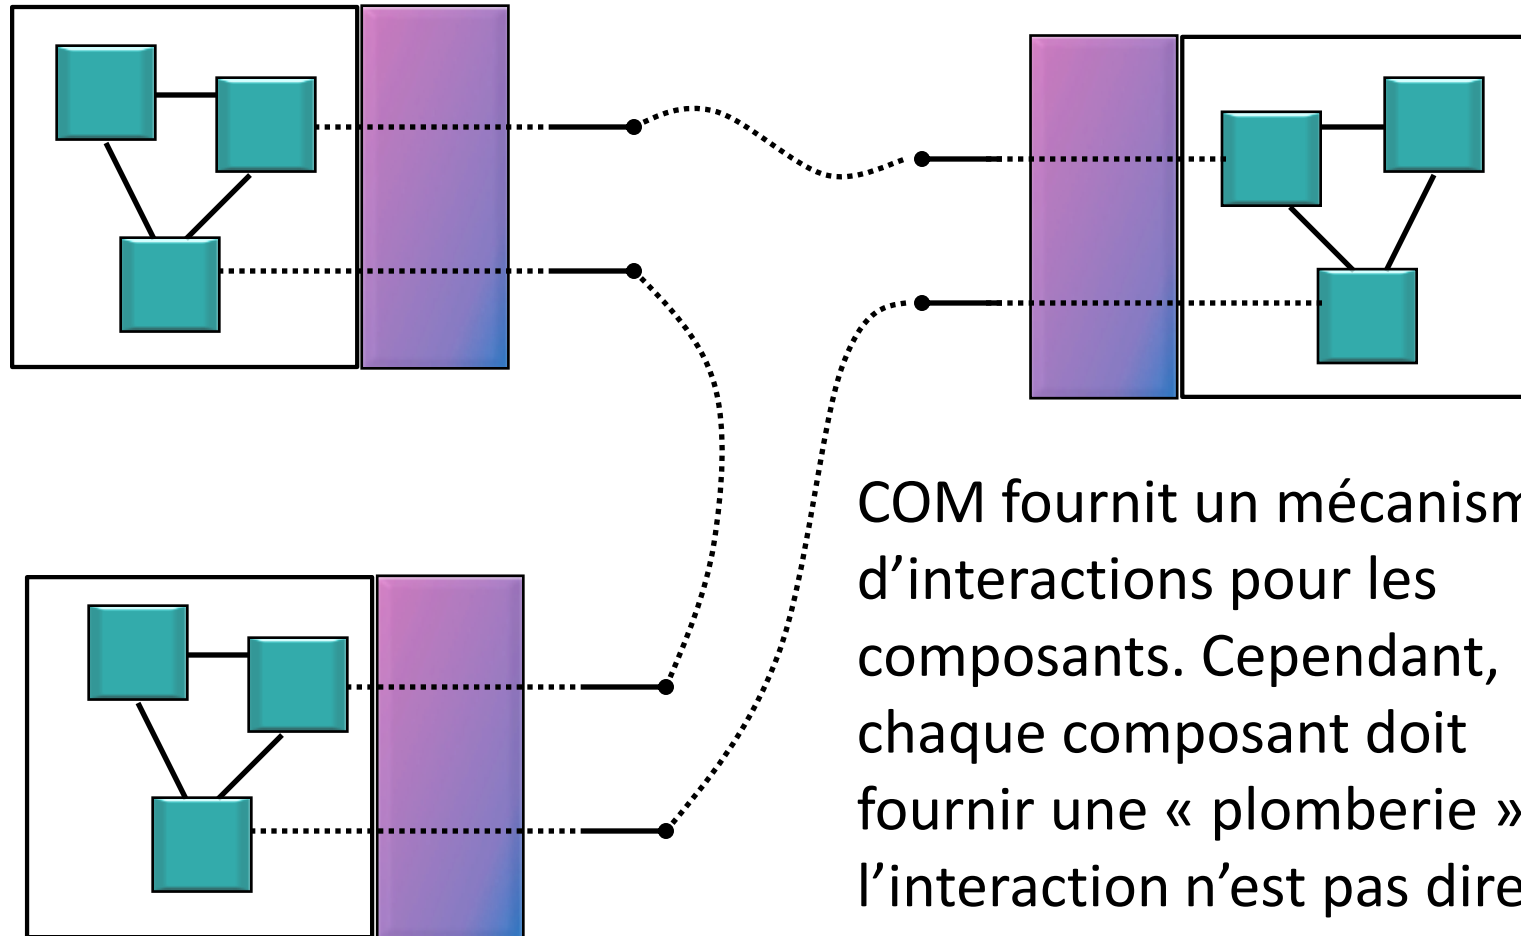 COM fournit un mécanism
d’interactions pour les
composants. Cependant,
chaque composant doit
fournir une « plomberie »
l’interaction n’est pas dire